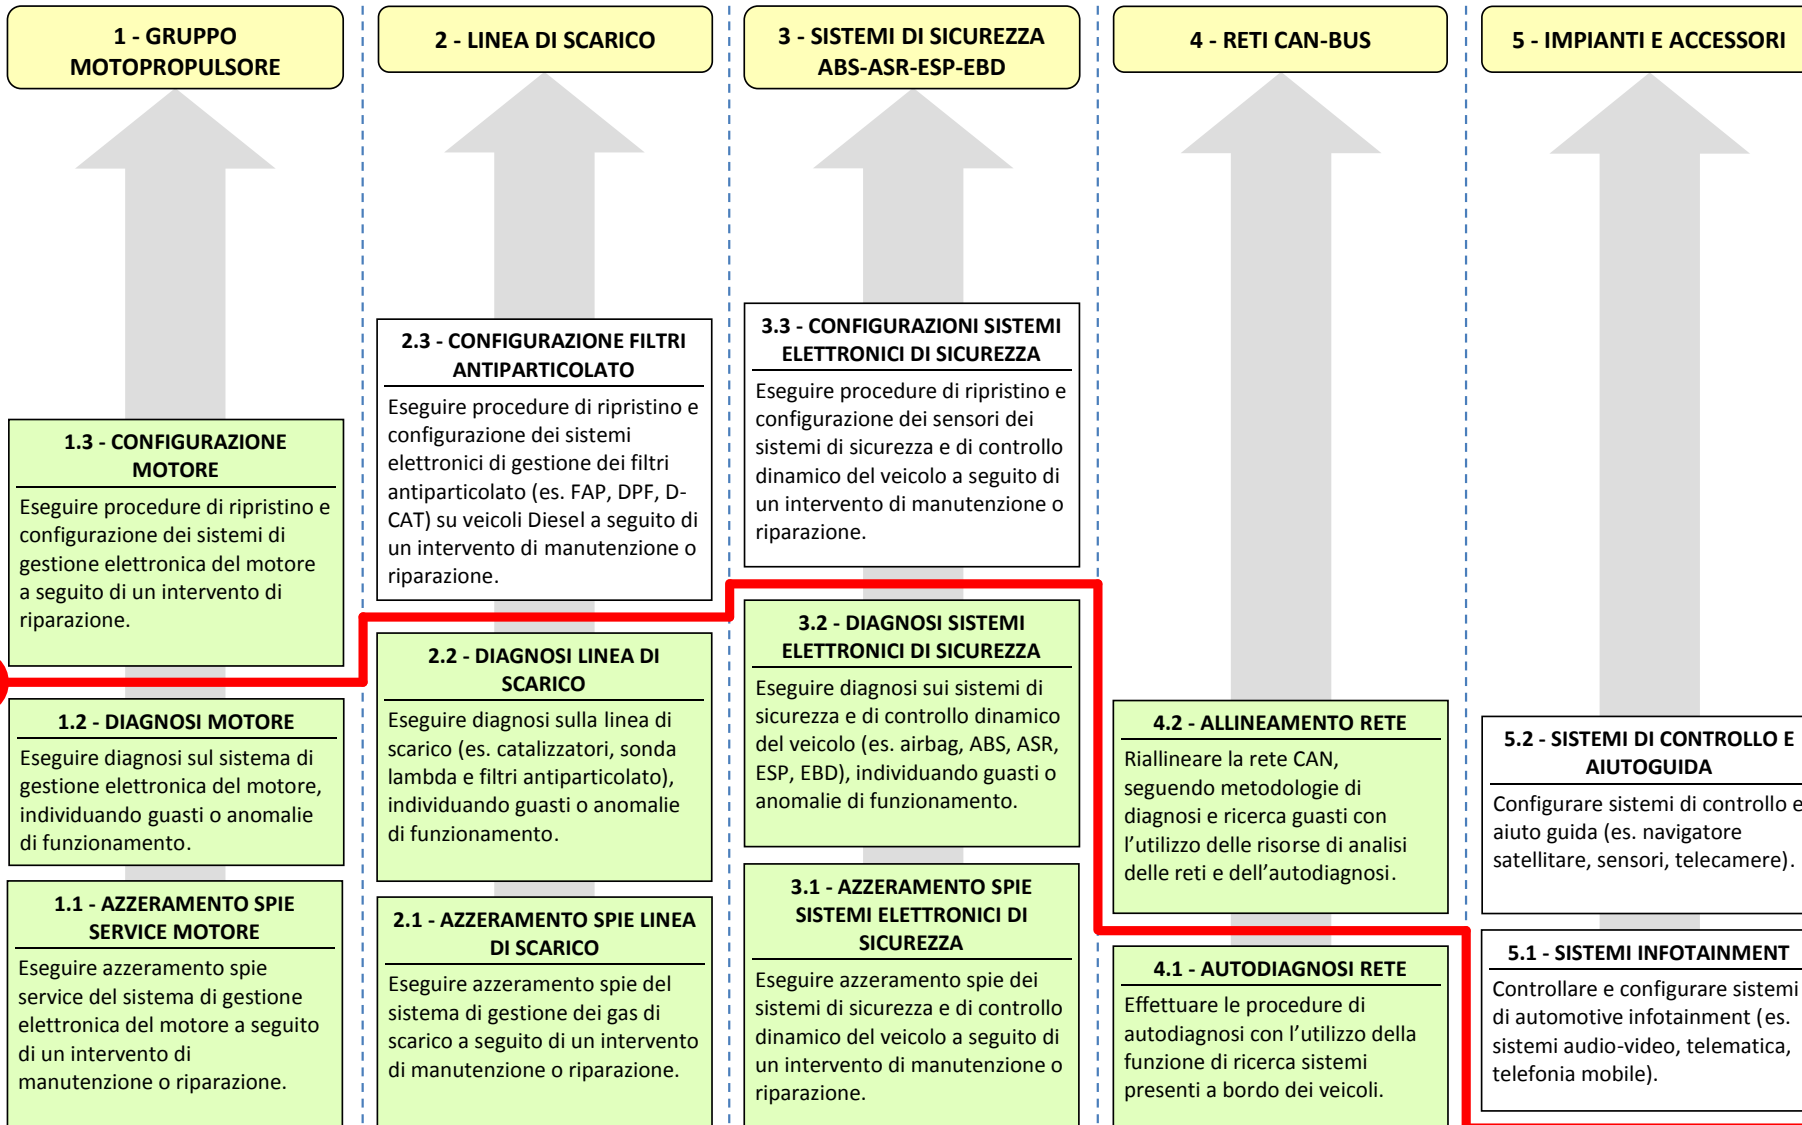 1 - GRUPPO
MOTOPROPULSORE
2 - LINEA DI SCARICO
3 - SISTEMI DI SICUREZZA
ABS-ASR-ESP-EBD
4 - RETI CAN-BUS
5 - IMPIANTI E ACCESSORI
1.3 - CONFIGURAZIONE
MOTORE
Eseguire procedure di ripristino e
configurazione dei sistemi di
gestione elettronica del motore
a seguito di un intervento di
riparazione.
1.2 - DIAGNOSI MOTORE
Eseguire diagnosi sul sistema di
gestione elettronica del motore,
individuando guasti o anomalie
di funzionamento.
1.1 - AZZERAMENTO SPIE
SERVICE MOTORE
Eseguire azzeramento spie
service del sistema di gestione
elettronica del motore a seguito
di un intervento di
manutenzione o riparazione.
2.3 - CONFIGURAZIONE FILTRI
ANTIPARTICOLATO
Eseguire procedure di ripristino e
configurazione dei sistemi
elettronici di gestione dei filtri
antiparticolato (es. FAP, DPF, D-
CAT) su veicoli Diesel a seguito di
un intervento di manutenzione o
riparazione.
2.2 - DIAGNOSI LINEA DI
SCARICO
Eseguire diagnosi sulla linea di
scarico (es. catalizzatori, sonda
lambda e filtri antiparticolato),
individuando guasti o anomalie
di funzionamento.
2.1 - AZZERAMENTO SPIE LINEA
DI SCARICO
Eseguire azzeramento spie del
sistema di gestione dei gas di
scarico a seguito di un intervento
di manutenzione o riparazione.
3.3 - CONFIGURAZIONI SISTEMI
ELETTRONICI DI SICUREZZA
Eseguire procedure di ripristino e
configurazione dei sensori dei
sistemi di sicurezza e di controllo
dinamico del veicolo a seguito di
un intervento di manutenzione o
riparazione.
3.2 - DIAGNOSI SISTEMI
ELETTRONICI DI SICUREZZA
Eseguire diagnosi sui sistemi di
sicurezza e di controllo dinamico
del veicolo (es. airbag, ABS, ASR,
ESP, EBD), individuando guasti o
anomalie di funzionamento.
3.1 - AZZERAMENTO SPIE
SISTEMI ELETTRONICI DI
SICUREZZA
Eseguire azzeramento spie dei
sistemi di sicurezza e di controllo
dinamico del veicolo a seguito di
un intervento di manutenzione o
riparazione.
4.2 - ALLINEAMENTO RETE
Riallineare la rete CAN,
seguendo metodologie di
diagnosi e ricerca guasti con
l’utilizzo delle risorse di analisi
delle reti e dell’autodiagnosi.
4.1 - AUTODIAGNOSI RETE
Effettuare le procedure di
autodiagnosi con l’utilizzo della
funzione di ricerca sistemi
presenti a bordo dei veicoli.
5.2 - SISTEMI DI CONTROLLO E
AIUTOGUIDA
Configurare sistemi di controllo e
aiuto guida (es. navigatore
satellitare, sensori, telecamere).
5.1 - SISTEMI INFOTAINMENT
Controllare e configurare sistemi
di automotive infotainment (es.
sistemi audio-video, telematica,
telefonia mobile).